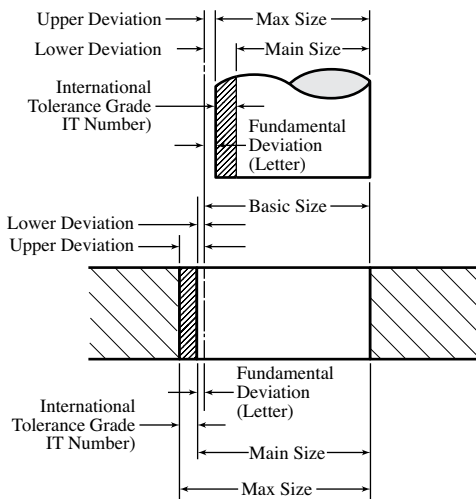 Upper Deviation
Max Size
Lower Deviation
Main Size
International
Tolerance Grade
IT Number)
Fundamental
Deviation
(Letter)
Basic Size
Lower Deviation
Upper Deviation
Fundamental
Deviation
(Letter)
International
Tolerance Grade
IT Number)
Main Size
Max Size